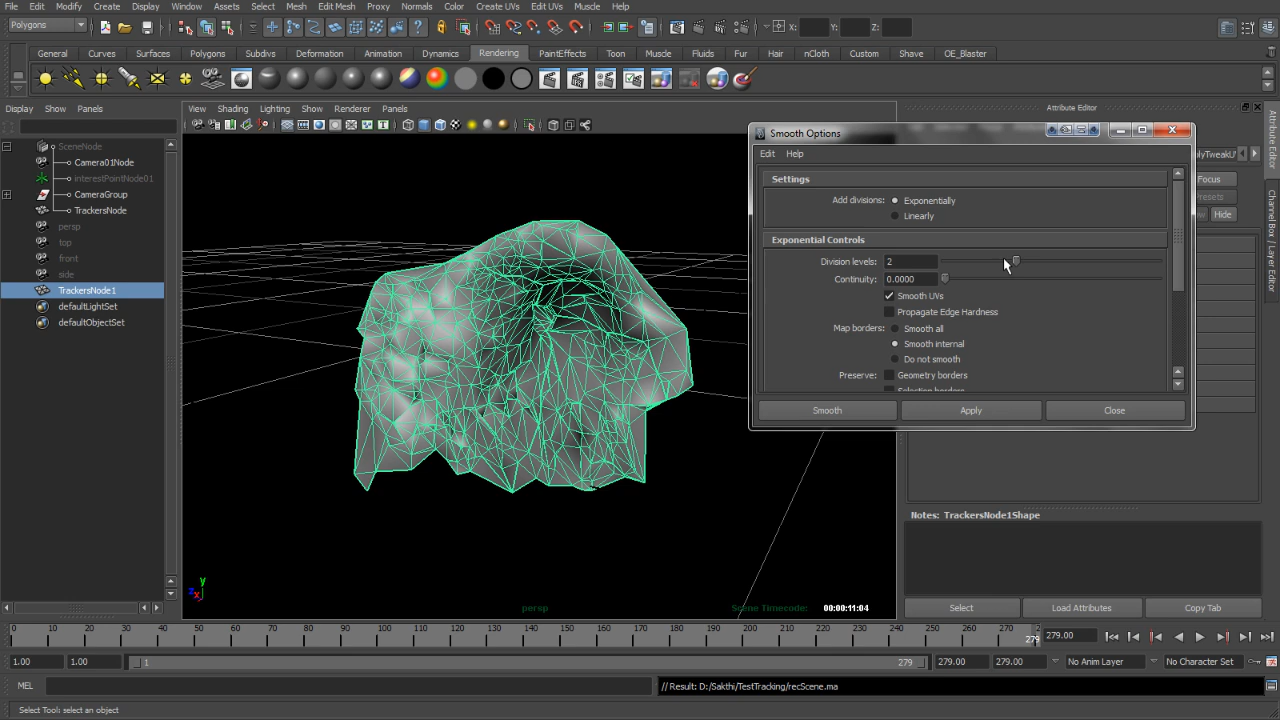 File Edit Modify Create Display Window Assets Select Mesh Edit Mesh Proxy Normals Color Create UVs Edit UVs Muscle Help
Polygons X: Y: Z:
General Curves Surfaces Polygons Subdivs Deformation Animation Dynamics Rendering PaintEffects Toon Muscle Fluids Fur Hair nCloth Custom Shave OE_Blaster
Display Show Panels
View Shading Lighting Show Renderer Panels
Attribute Editor
SceneNode
Camera01Node
interestPointNode01
CameraGroup
TrackersNode
persp
top
front
side
TrackersNode1
defaultLightSet
defaultObjectSet
Smooth Options
Edit Help
Settings
Add divisions: Exponentially
Linearly
Exponential Controls
Division levels: 2
Continuity: 0.0000
Smooth UVs
Propagate Edge Hardness
Map borders: Smooth all
Smooth internal
Do not smooth
Preserve: Geometry borders
Smooth Apply Close
Focus
Hide
Attribute Editor
Channel Box / Layer Editor
Notes: TrackersNode1Shape
Select Load Attributes Copy Tab
y
z x
persp
Scene Timecode: 00:00:11:04
0 10 20 30 40 50 60 70 80 90 100 110 120 130 140 150 160 170 180 190 200 210 220 230 240 250 260 270
279 279.00
1.00 1.00 1 279 279.00 279.00 No Anim Layer No Character Set
MEL // Result: D:/Sakthi/TestTracking/recScene.ma
Select Tool: select an object